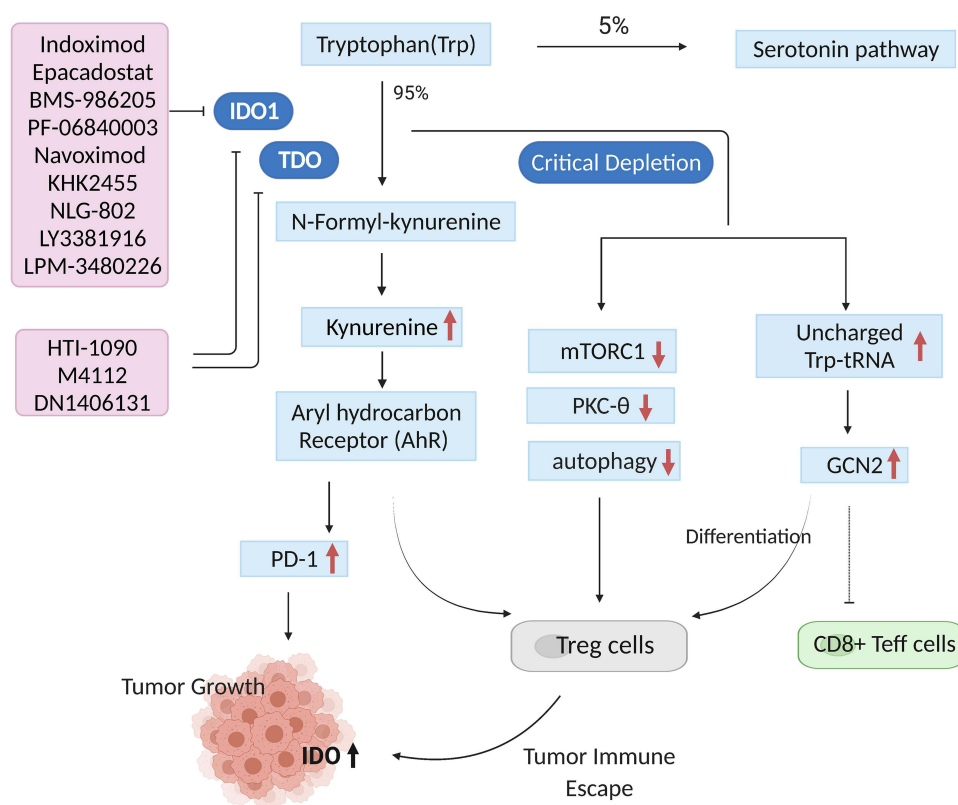 Indoximod
Epacadostat
BMS-986205
PF-06840003
Navoximod
KHK2455
NLG-802
LY3381916
LPM-3480226
HTI-1090
M4112
DN1406131
IDO1
TDO
Tryptophan(Trp)
5%
Serotonin pathway
95%
Critical Depletion
N-Formyl-kynurenine
Kynurenine
Aryl hydrocarbon
Receptor (AhR)
mTORC1
PKC-θ
autophagy
Uncharged
Trp-tRNA
GCN2
Differentiation
PD-1
Treg cells
CD8+ Teff cells
Tumor Growth
IDO
Tumor Immune
Escape